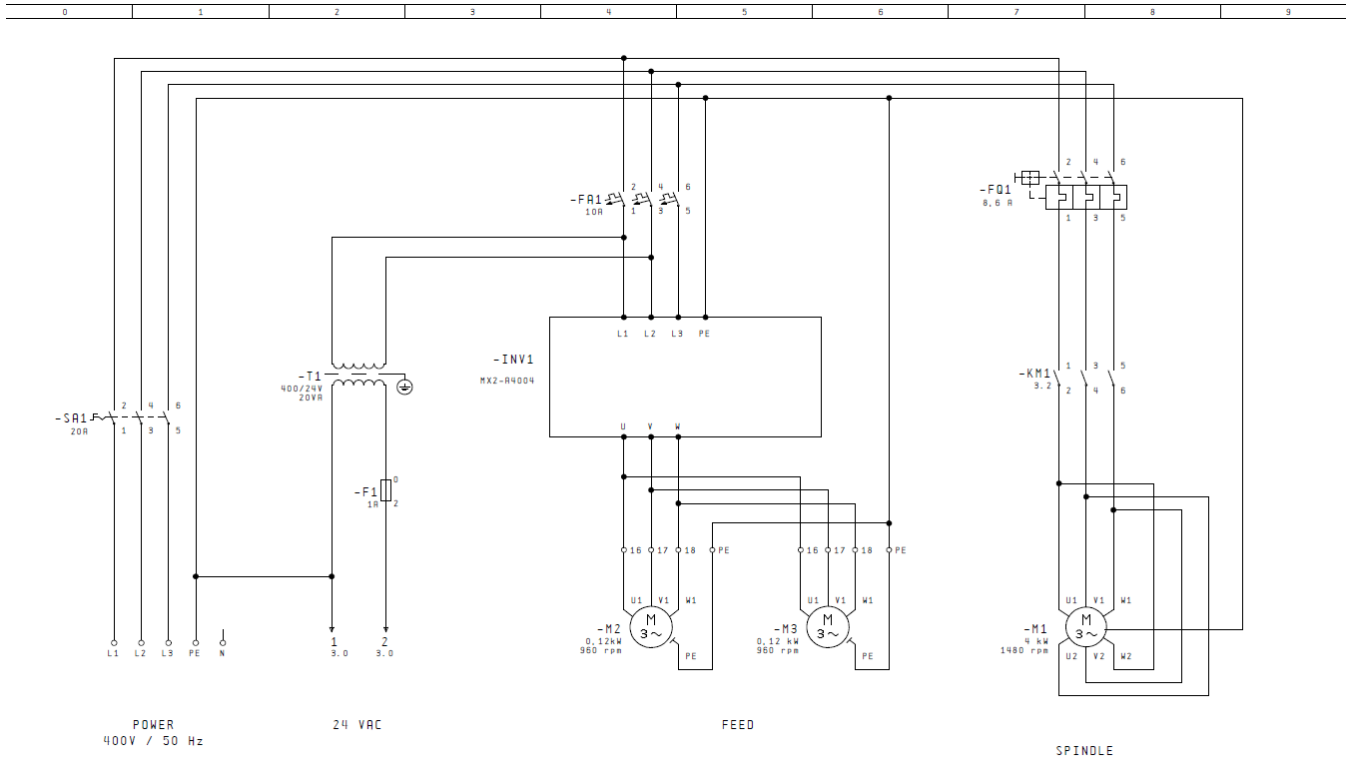 0 1 2 3 4 5 6 7 8 9
2 4 6
-FQ1
8,6 A
1 3 5
2 4 6
-FA1
10A
1 3 5
L1 L2 L3 PE
-INV1
MX2-A4004
U V W
-T1
400/24V
20VA
1 3 5
-KM1
3.2
2 4 6
2 4 6
-SA1
20A
1 3 5
0
-F1
1A
2
16 17 18 PE
16 17 18 PE
U1 V1 W1
M
3~
-M2
0,12kW
960 rpm
PE
U1 V1 W1
M
3~
-M3
0,12 kW
960 rpm
PE
U1 V1 W1
M
3~
-M1
4 kW
1480 rpm
U2 V2 W2
L1 L2 L3 PE N
1
3.0
2
3.0
POWER
400V / 50 Hz
24 VAC
FEED
SPINDLE